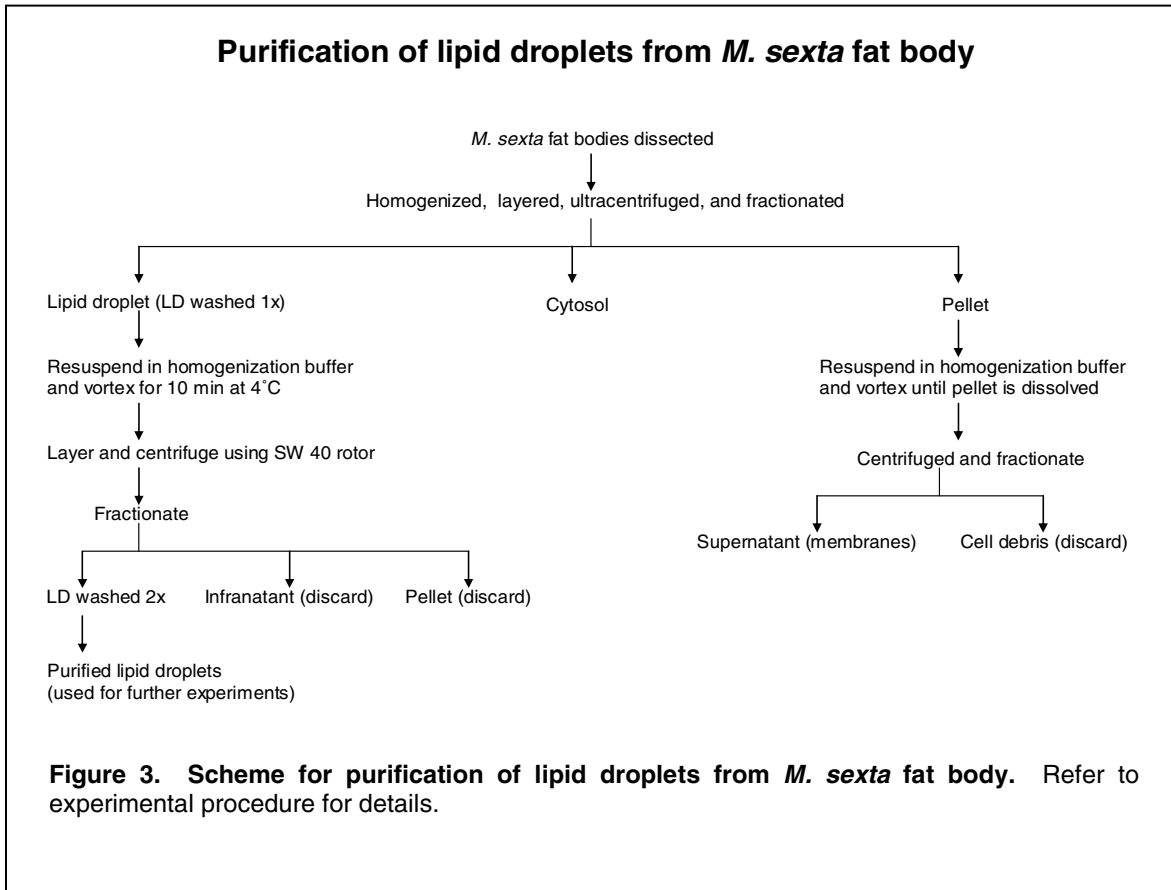 Purification of lipid droplets from M. sexta fat body
M. sexta fat bodies dissected
Homogenized, layered, ultracentrifuged, and fractionated
Lipid droplet (LD washed 1x)
Cytosol
Pellet
Resuspend in homogenization buffer
and vortex for 10 min at 4˚C
Resuspend in homogenization buffer
and vortex until pellet is dissolved
Layer and centrifuge using SW 40 rotor
Centrifuged and fractionate
Fractionate
Supernatant (membranes)
Cell debris (discard)
LD washed 2x
Infranatant (discard)
Pellet (discard)
Purified lipid droplets
(used for further experiments)
Figure 3. Scheme for purification of lipid droplets from M. sexta fat body. Refer to
experimental procedure for details.